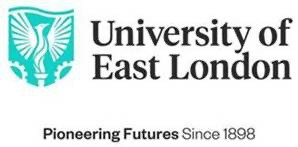 University of
East London
Pioneering Futures Since 1898